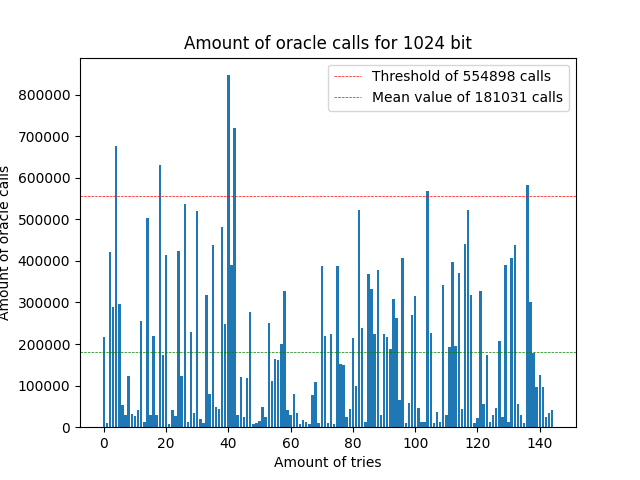 Amount of oracle calls for 1024 bit
Threshold of 554898 calls
Mean value of 181031 calls
Amount of oracle calls
800000
700000
600000
500000
400000
300000
200000
100000
0
0 20 40 60 80 100 120 140
Amount of tries